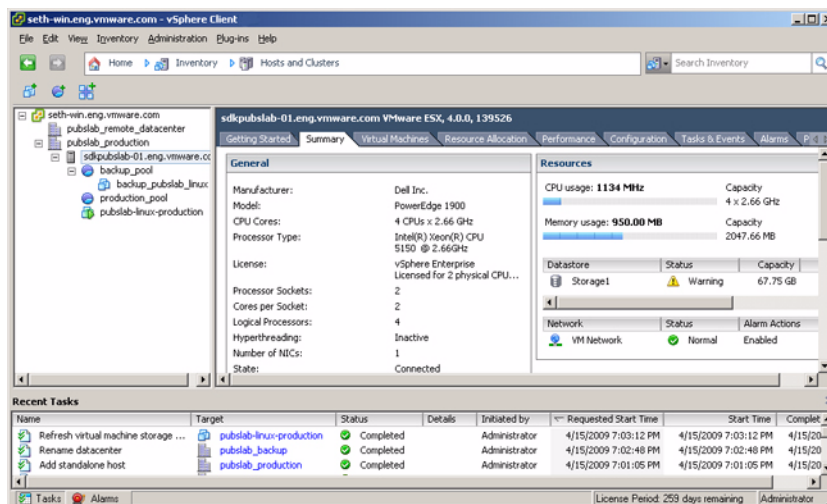 seth-win.eng.vmware.com - vSphere Client
File Edit View Inventory Administration Plug-ins Help
Home Inventory Hosts and Clusters Search Inventory
seth-win.eng.vmware.com
pubslab_remote_datacenter
pubslab_production
sdkpubslab-01.eng.vmware.cc
backup_pool
backup_pubslab_linux
production_pool
pubslab-linux-production
sdkpubslab-01.eng.vmware.com VMware ESX, 4.0.0, 139526
Getting Started Summary Virtual Machines Resource Allocation Performance Configuration Tasks & Events Alarms P
General
Manufacturer: Dell Inc.
Model: PowerEdge 1900
CPU Cores: 4 CPUs x 2.66 GHz
Processor Type: Intel(R) Xeon(R) CPU
5150 @ 2.66GHz
License: vSphere Enterprise
Licensed for 2 physical CPU...
Processor Sockets: 2
Cores per Socket: 2
Logical Processors: 4
Hyperthreading: Inactive
Number of NICs: 1
State: Connected
Resources
CPU usage: 1134 MHz Capacity
4 x 2.66 GHz
Memory usage: 950.00 MB Capacity
2047.66 MB
Datastore Status Capacity
Storage1 Warning 67.75 GB
Network Status Alarm Actions
VM Network Normal Enabled
Recent Tasks
Name Target Status Details Initiated by Requested Start Time Start Time Complet
Refresh virtual machine storage ... pubslab-linux-production Completed Administrator 4/15/2009 7:03:12 PM 4/15/2009 7:03:12 PM 4/15/20
Rename datacenter pubslab_backup Completed Administrator 4/15/2009 7:02:48 PM 4/15/2009 7:02:48 PM 4/15/20
Add standalone host pubslab_production Completed Administrator 4/15/2009 7:01:05 PM 4/15/2009 7:01:05 PM 4/15/20
Tasks Alarms License Period: 259 days remaining Administrator